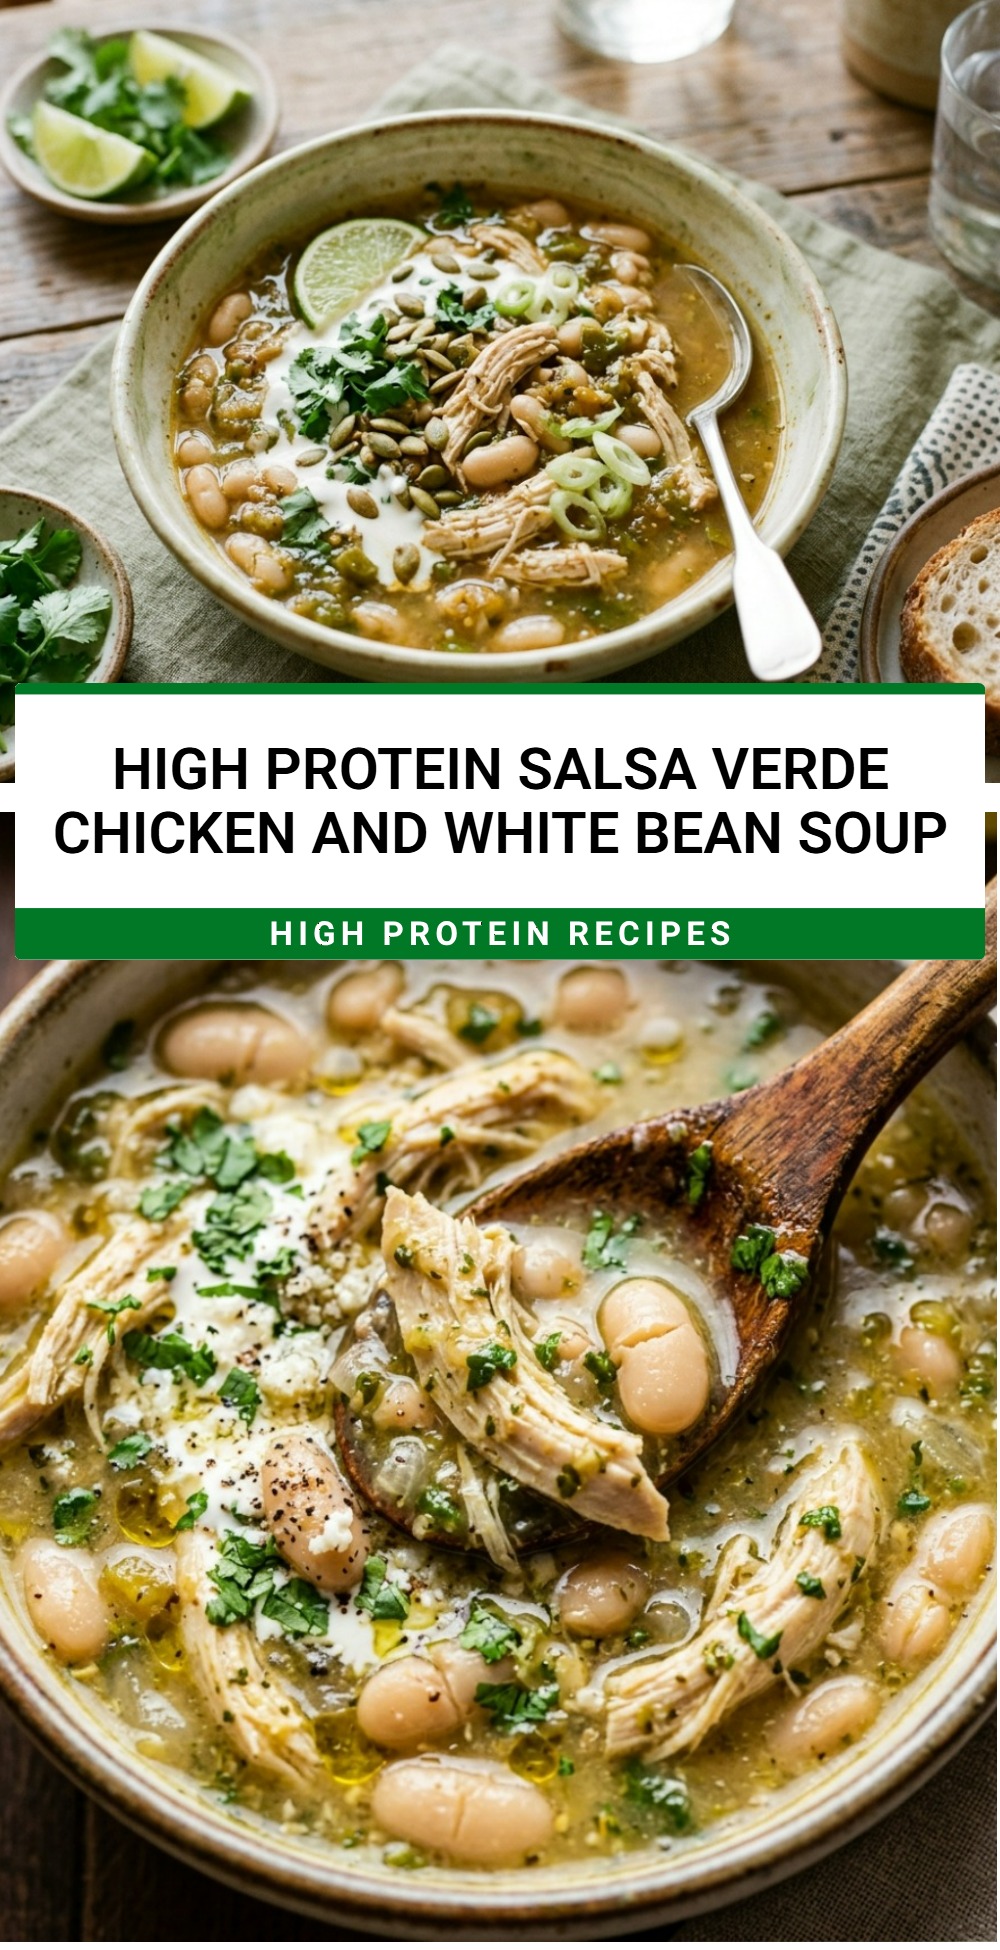 HIGH PROTEIN SALSA VERDE
CHICKEN AND WHITE BEAN SOUP
HIGH PROTEIN RECIPES